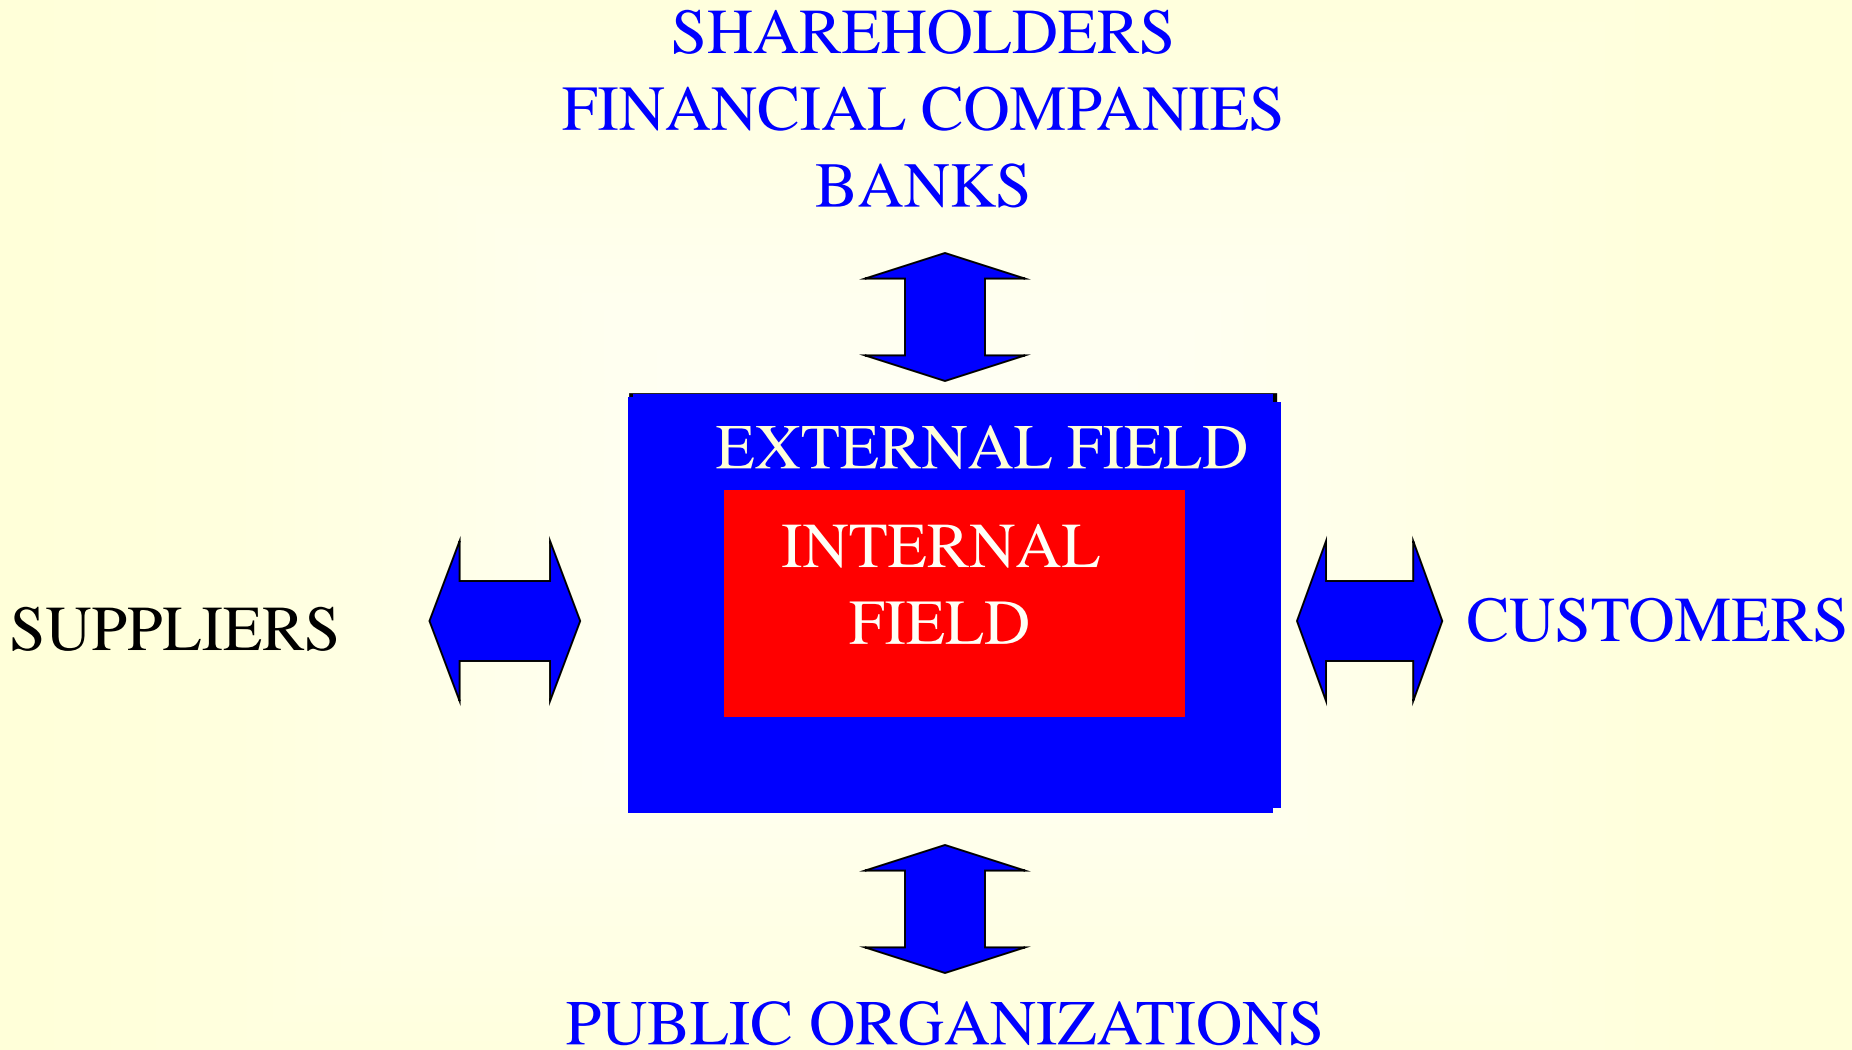 SHAREHOLDERS
FINANCIAL COMPANIES
BANKS
EXTERNAL FIELD
INTERNAL
FIELD
SUPPLIERS
CUSTOMERS
PUBLIC ORGANIZATIONS